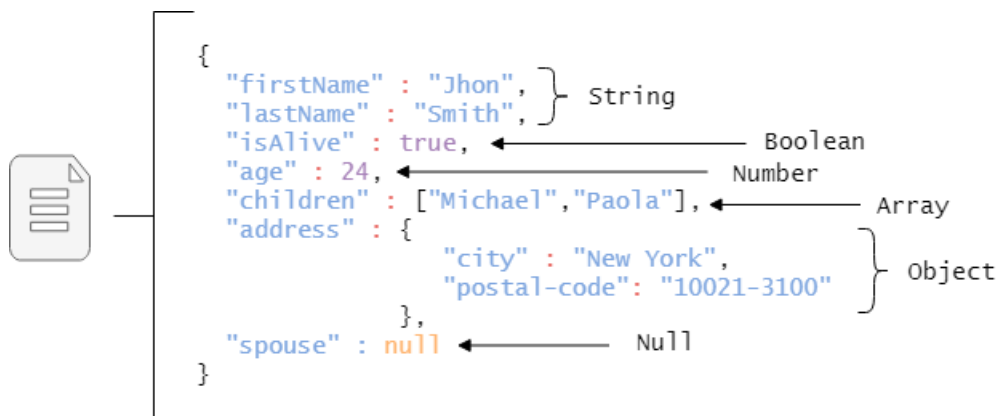 {
"firstName" : "Jhon",
"lastName" : "Smith",
String
"isAlive" : true,
Boolean
"age" : 24,
Number
"children" : ["Michael","Paola"],
Array
"address" : {
"city" : "New York",
"postal-code": "10021-3100"
Object
},
"spouse" : null
Null
}